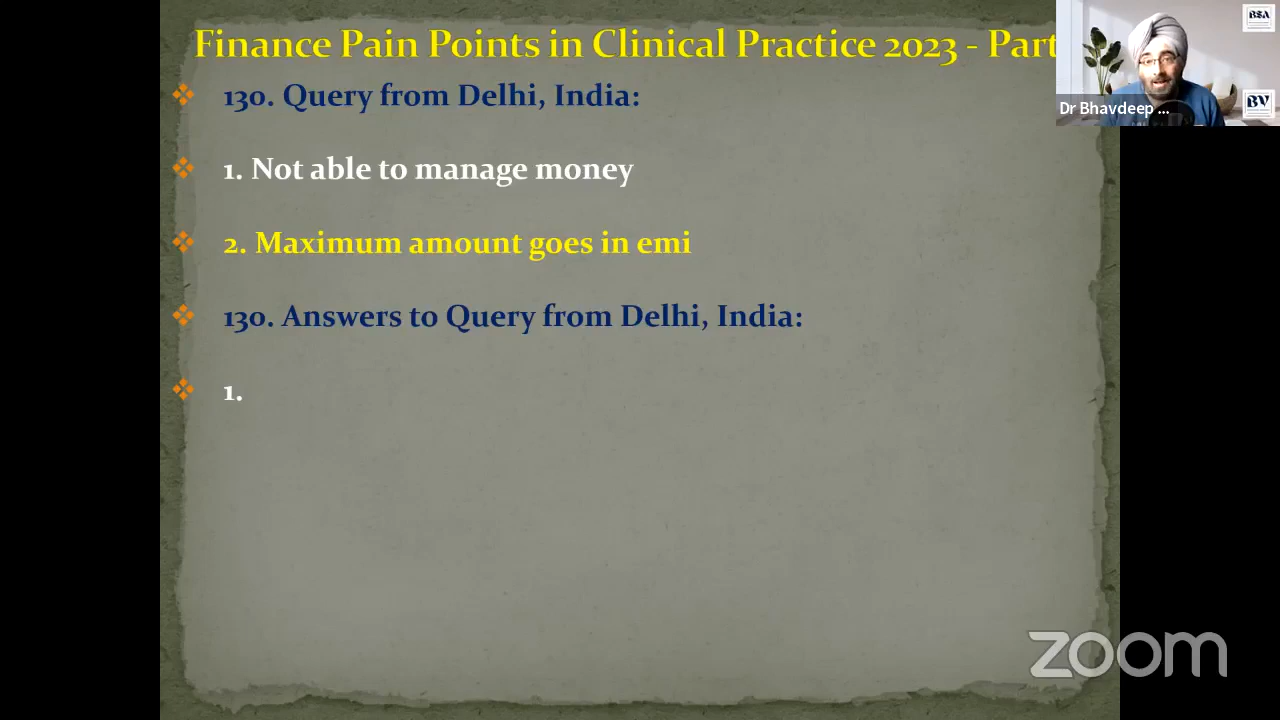 Finance Pain Points in Clinical Practice 2023 - Part
130. Query from Delhi, India:
1. Not able to manage money
2. Maximum amount goes in emi
130. Answers to Query from Delhi, India:
1.
Dr Bhavdeep ...
BSA
BV
zoom